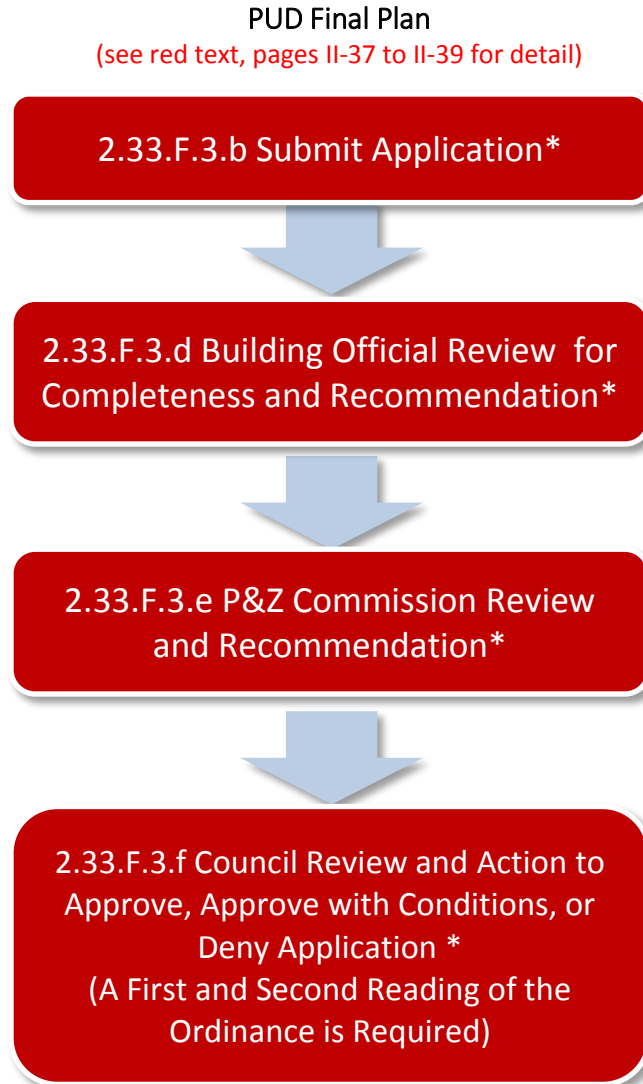 PUD Final Plan
(see red text, pages II-37 to II-39 for detail)
2.33.F.3.b Submit Application*
2.33.F.3.d Building Official Review for
Completeness and Recommendation*
2.33.F.3.e P&Z Commission Review
and Recommendation*
2.33.F.3.f Council Review and Action to
Approve, Approve with Conditions, or
Deny Application *
(A First and Second Reading of the
Ordinance is Required)